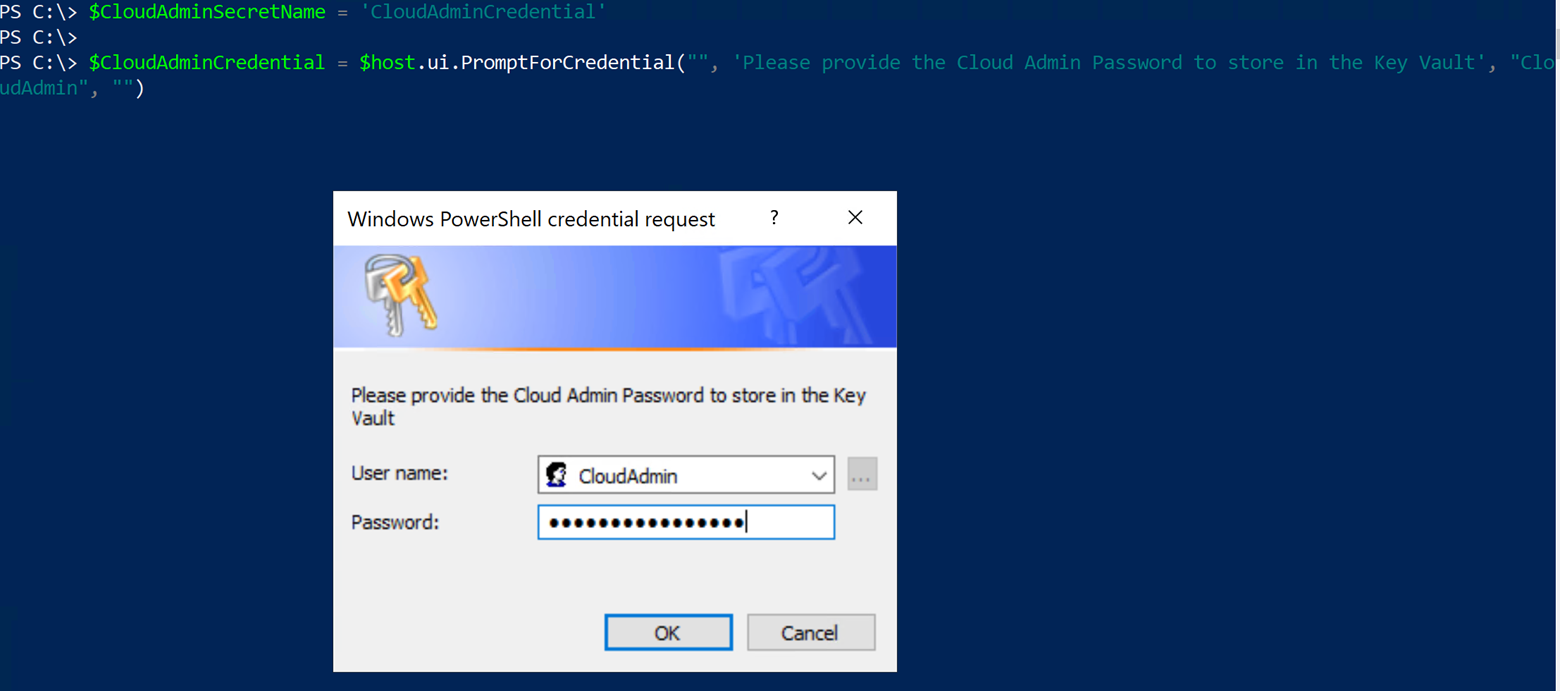 PS C:\> $CloudAdminSecretName = 'CloudAdminCredential'
PS C:\>
PS C:\> $CloudAdminCredential = $host.ui.PromptForCredential("", 'Please provide the Cloud Admin Password to store in the Key Vault', "Clo
udAdmin", "")
Windows PowerShell credential request ?
Please provide the Cloud Admin Password to store in the Key
Vault
User name: CloudAdmin ...
Password: ●●●●●●●●●●●●●●●●
OK Cancel